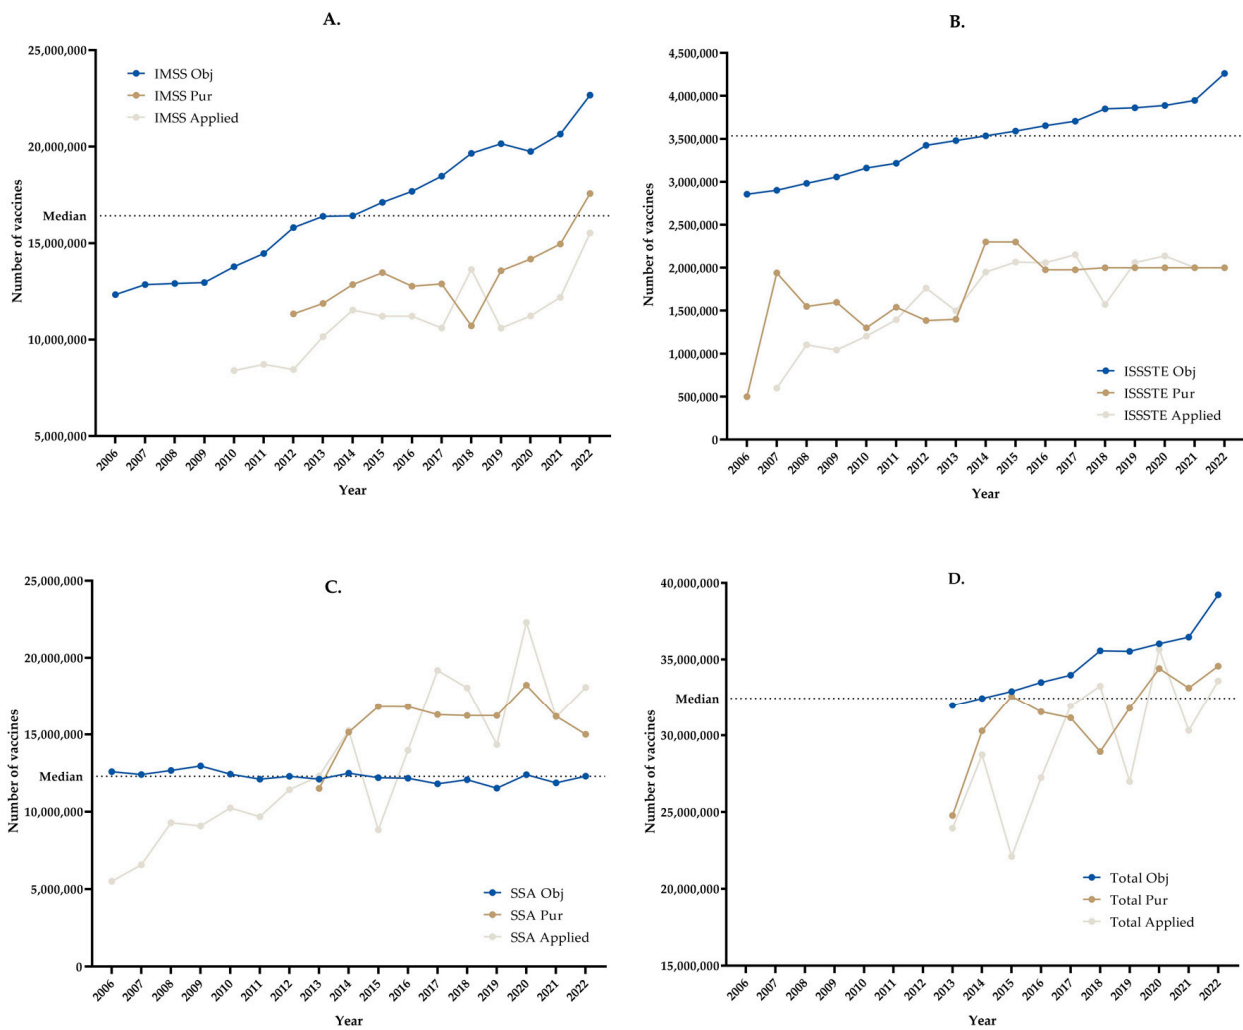 A.
25,000,000
20,000,000
Median
15,000,000
10,000,000
5,000,000
Number of vaccines
IMSS Obj
IMSS Pur
IMSS Applied
2006 2007 2008 2009 2010 2011 2012 2013 2014 2015 2016 2017 2018 2019 2020 2021 2022
Year
B.
4,500,000
4,000,000
3,500,000
3,000,000
2,500,000
2,000,000
1,500,000
1,000,000
500,000
0
Number of vaccines
ISSSTE Obj
ISSSTE Pur
ISSSTE Applied
2006 2007 2008 2009 2010 2011 2012 2013 2014 2015 2016 2017 2018 2019 2020 2021 2022
Year
C.
25,000,000
20,000,000
15,000,000
Median
10,000,000
5,000,000
0
Number of vaccines
SSA Obj
SSA Pur
SSA Applied
2006 2007 2008 2009 2010 2011 2012 2013 2014 2015 2016 2017 2018 2019 2020 2021 2022
Year
D.
40,000,000
35,000,000
Median
30,000,000
25,000,000
20,000,000
15,000,000
Number of vaccines
Total Obj
Total Pur
Total Applied
2006 2007 2008 2009 2010 2011 2012 2013 2014 2015 2016 2017 2018 2019 2020 2021 2022
Year